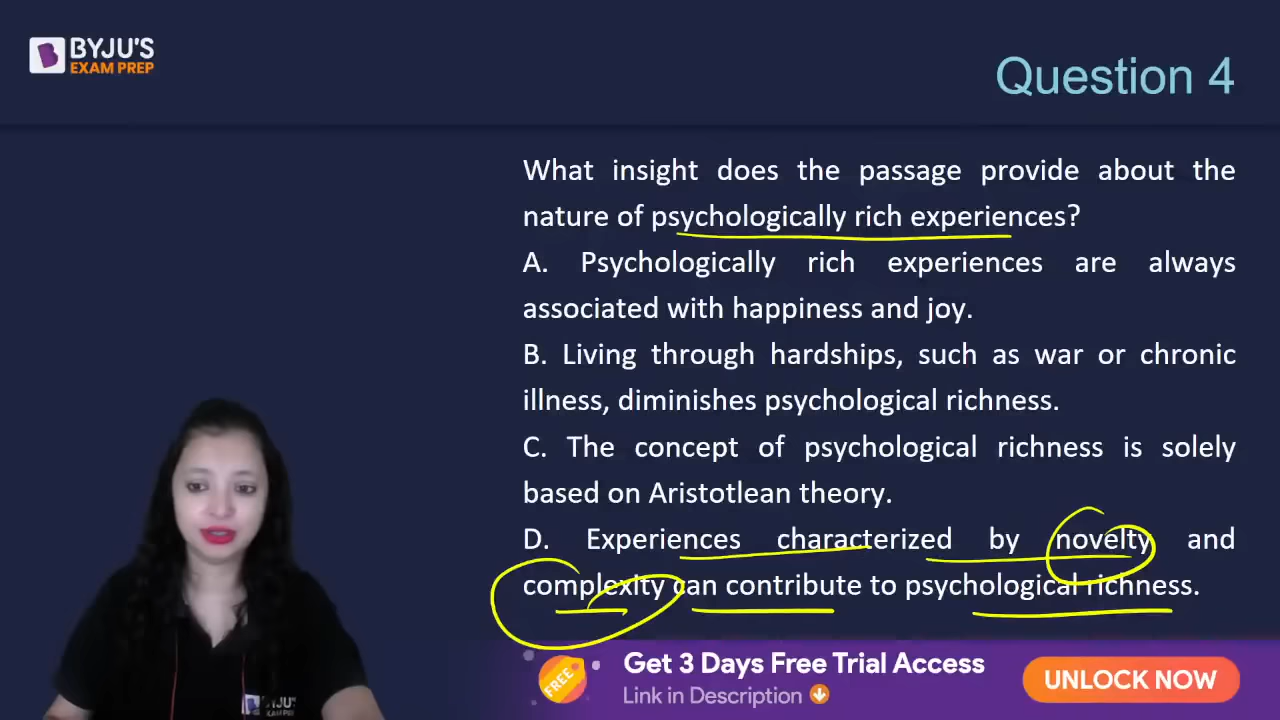 BYJU'S
EXAM PREP
Question 4
What insight does the passage provide about the
nature of psychologically rich experiences?
A. Psychologically rich experiences are always
associated with happiness and joy.
B. Living through hardships, such as war or chronic
illness, diminishes psychological richness.
C. The concept of psychological richness is solely
based on Aristotlean theory.
D. Experiences characterized by novelty and
complexity can contribute to psychological richness.
FREE
Get 3 Days Free Trial Access
Link in Description
UNLOCK NOW
BYJU'S